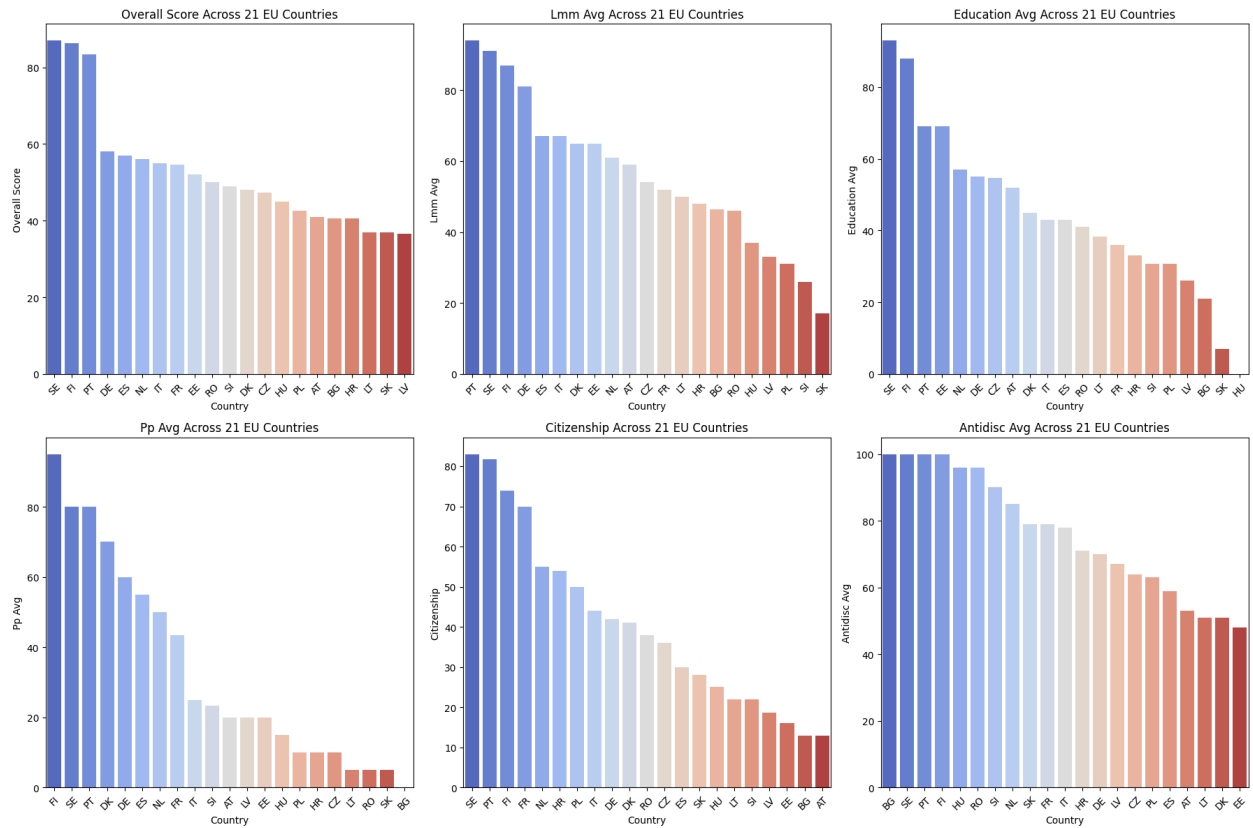 Overall Score Across 21 EU Countries
Overall Score
80
60
40
20
0
SE FI PT DE ES NL IT FR EE RO SI DK CZ HU PL AT BG HR LT SK LV
Country
Lmm Avg Across 21 EU Countries
Lmm Avg
80
60
40
20
0
PT SE FI DE ES IT DK EE NL AT CZ FR LT HR BG RO HU LV PL SI SK
Country
Education Avg Across 21 EU Countries
Education Avg
80
60
40
20
0
SE FI PT EE NL DE CZ AT DK IT ES RO LT FR HR SI PL LV BG SK HU
Country
Pp Avg Across 21 EU Countries
Pp Avg
80
60
40
20
0
FI SE PT DK DE ES NL FR IT SI AT LV EE HU PL HR CZ LT RO SK BG
Country
Citizenship Across 21 EU Countries
Citizenship
80
70
60
50
40
30
20
10
0
SE PT FI FR NL HR PL IT DE DK RO CZ ES SK HU LT SI LV EE BG AT
Country
Antidisc Avg Across 21 EU Countries
Antidisc Avg
100
80
60
40
20
0
BG SE PT FI HU RO SI NL SK FR IT HR DE LV CZ PL ES AT LT DK EE
Country